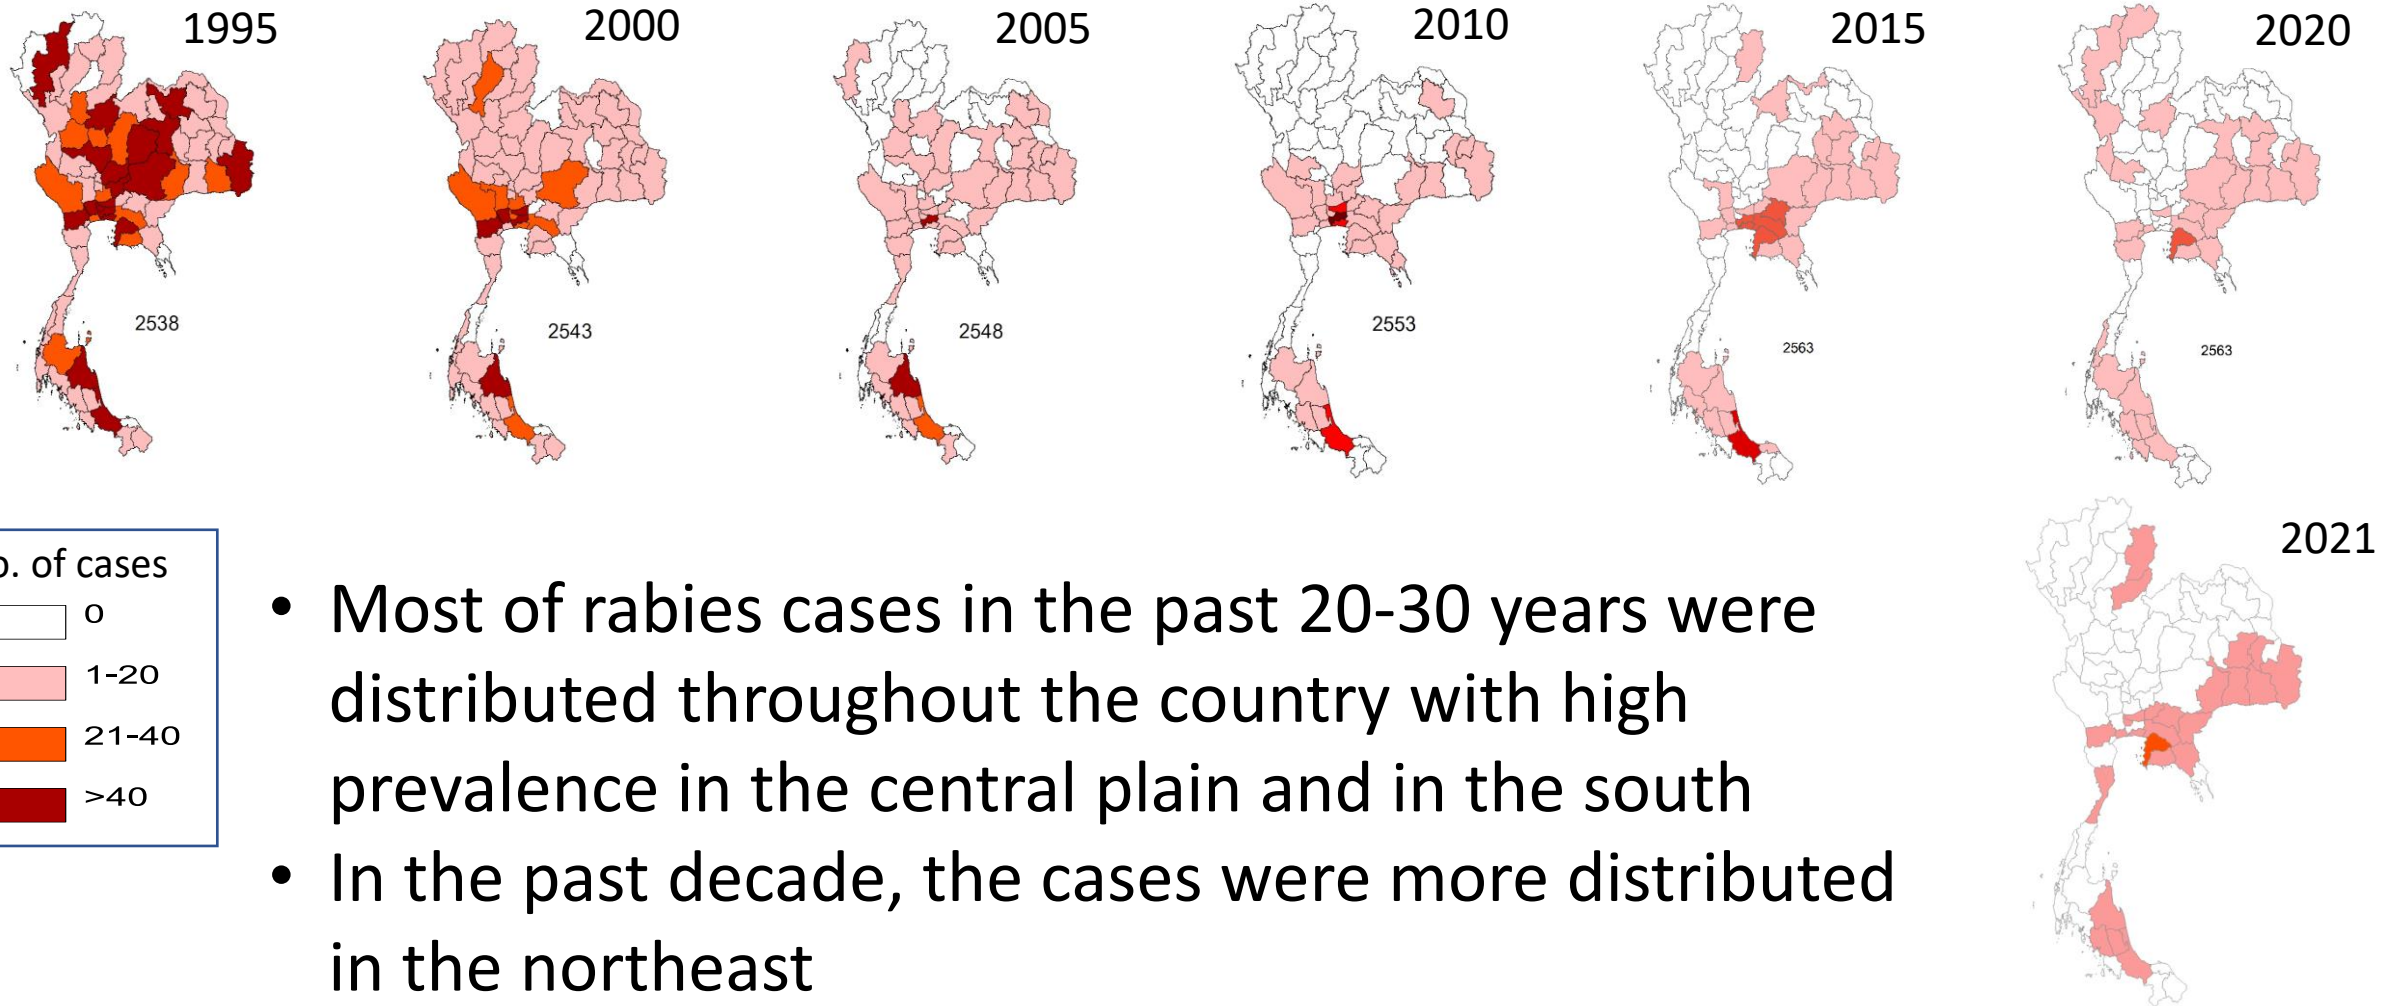 1995
2000
2005
2010
2015
2020
2538
2543
2548
2553
2563
2563
2021
. of cases
0
1-20
21-40
>40
• Most of rabies cases in the past 20-30 years were
distributed throughout the country with high
prevalence in the central plain and in the south
• In the past decade, the cases were more distributed
in the northeast